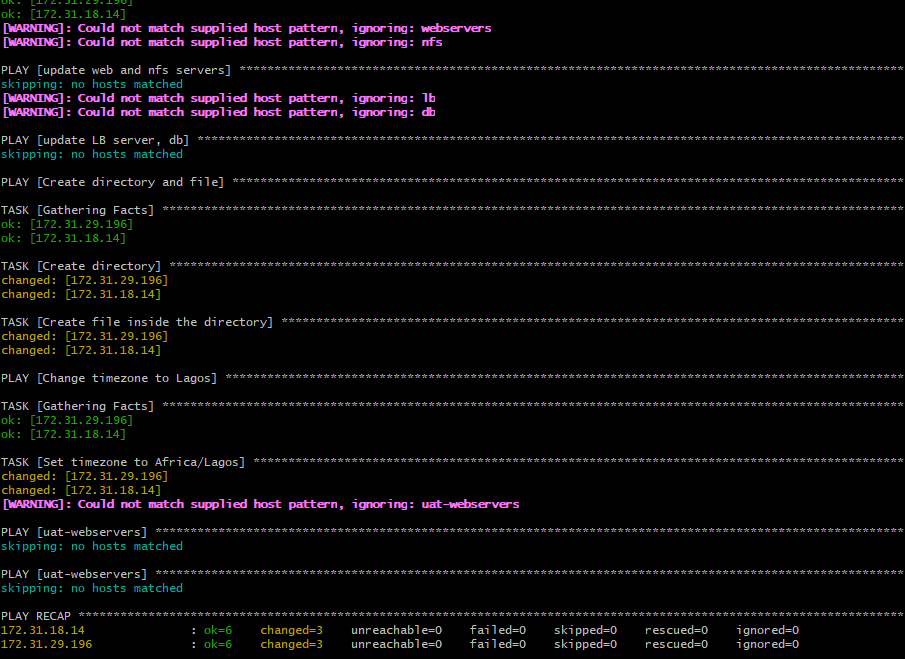 ok: [172.31.29.196]
ok: [172.31.18.14]
[WARNING]: Could not match supplied host pattern, ignoring: webservers
[WARNING]: Could not match supplied host pattern, ignoring: nfs
PLAY [update web and nfs servers] ***********************************************************************************************
skipping: no hosts matched
[WARNING]: Could not match supplied host pattern, ignoring: lb
[WARNING]: Could not match supplied host pattern, ignoring: db
PLAY [update LB server, db] *****************************************************************************************************
skipping: no hosts matched
PLAY [Create directory and file] ************************************************************************************************
TASK [Gathering Facts] **********************************************************************************************************
ok: [172.31.29.196]
ok: [172.31.18.14]
TASK [Create directory] *********************************************************************************************************
changed: [172.31.29.196]
changed: [172.31.18.14]
TASK [Create file inside the directory] *****************************************************************************************
changed: [172.31.29.196]
changed: [172.31.18.14]
PLAY [Change timezone to Lagos] *************************************************************************************************
TASK [Gathering Facts] **********************************************************************************************************
ok: [172.31.29.196]
ok: [172.31.18.14]
TASK [Set timezone to Africa/Lagos] *********************************************************************************************
changed: [172.31.29.196]
changed: [172.31.18.14]
[WARNING]: Could not match supplied host pattern, ignoring: uat-webservers
PLAY [uat-webservers] ***********************************************************************************************************
skipping: no hosts matched
PLAY [uat-webservers] ***********************************************************************************************************
skipping: no hosts matched
PLAY RECAP **********************************************************************************************************************
172.31.18.14 : ok=6 changed=3 unreachable=0 failed=0 skipped=0 rescued=0 ignored=0
172.31.29.196 : ok=6 changed=3 unreachable=0 failed=0 skipped=0 rescued=0 ignored=0